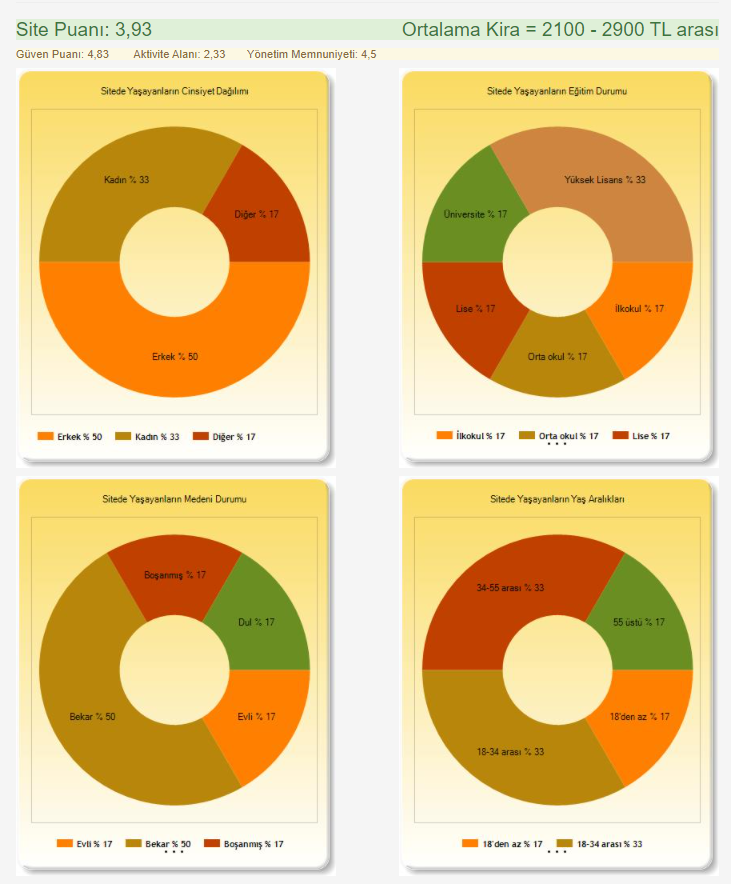 Site Puanı: 3,93 Ortalama Kira = 2100 - 2900 TL arası
Güven Puanı: 4,83 Aktivite Alanı: 2,33 Yönetim Memnuniyeti: 4,5
Sitede Yaşayanların Cinsiyet Dağılımı
Kadın % 33
Diğer % 17
Erkek % 50
Erkek % 50 Kadın % 33 Diğer % 17
Sitede Yaşayanların Eğitim Durumu
Yüksek Lisans % 33
Üniversite % 17
Lise % 17
İlkokul % 17
Orta okul % 17
İlkokul % 17 Orta okul % 17 Lise % 17
...
Sitede Yaşayanların Medeni Durumu
Boşanmış % 17
Dul % 17
Bekar % 50
Evli % 17
Evli % 17 Bekar % 50 Boşanmış % 17
...
Sitede Yaşayanların Yaş Aralıkları
34-55 arası % 33
55 üstü % 17
18'den az % 17
18-34 arası % 33
18'den az % 17 18-34 arası % 33
...